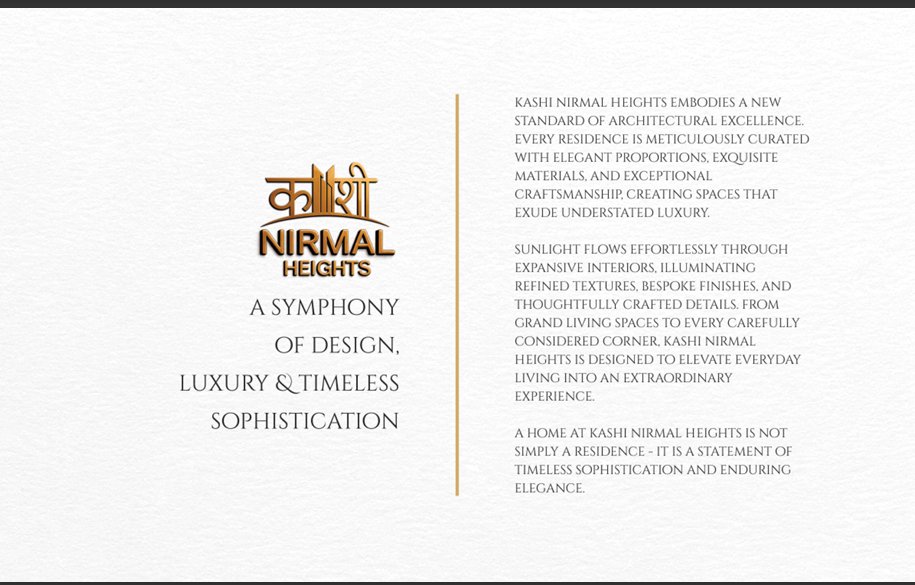 काशी
NIRMAL
HEIGHTS
A SYMPHONY
OF DESIGN,
LUXURY & TIMELESS
SOPHISTICATION
KASHI NIRMAL HEIGHTS EMBODIES A NEW
STANDARD OF ARCHITECTURAL EXCELLENCE.
EVERY RESIDENCE IS METICULOUSLY CURATED
WITH ELEGANT PROPORTIONS, EXQUISITE
MATERIALS, AND EXCEPTIONAL
CRAFTSMANSHIP, CREATING SPACES THAT
EXUDE UNDERSTATED LUXURY.
SUNLIGHT FLOWS EFFORTLESSLY THROUGH
EXPANSIVE INTERIORS, ILLUMINATING
REFINED TEXTURES, BESPOKE FINISHES, AND
THOUGHTFULLY CRAFTED DETAILS. FROM
GRAND LIVING SPACES TO EVERY CAREFULLY
CONSIDERED CORNER, KASHI NIRMAL
HEIGHTS IS DESIGNED TO ELEVATE EVERYDAY
LIVING INTO AN EXTRAORDINARY
EXPERIENCE.
A HOME AT KASHI NIRMAL HEIGHTS IS NOT
SIMPLY A RESIDENCE - IT IS A STATEMENT OF
TIMELESS SOPHISTICATION AND ENDURING
ELEGANCE.